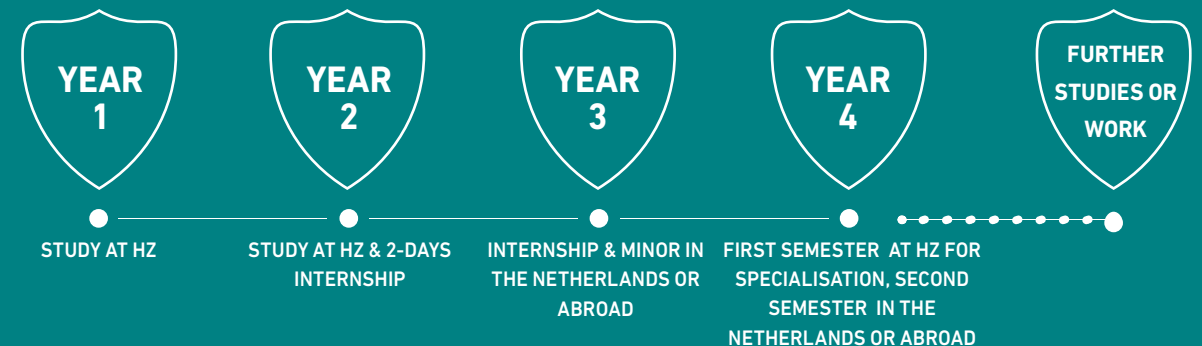 YEAR
1
YEAR
2
YEAR
3
YEAR
4
FURTHER
STUDIES OR
WORK
STUDY AT HZ
STUDY AT HZ & 2-DAYS
INTERNSHIP
INTERNSHIP & MINOR IN
THE NETHERLANDS OR
ABROAD
FIRST SEMESTER AT HZ FOR
SPECIALISATION, SECOND
SEMESTER IN THE
NETHERLANDS OR ABROAD